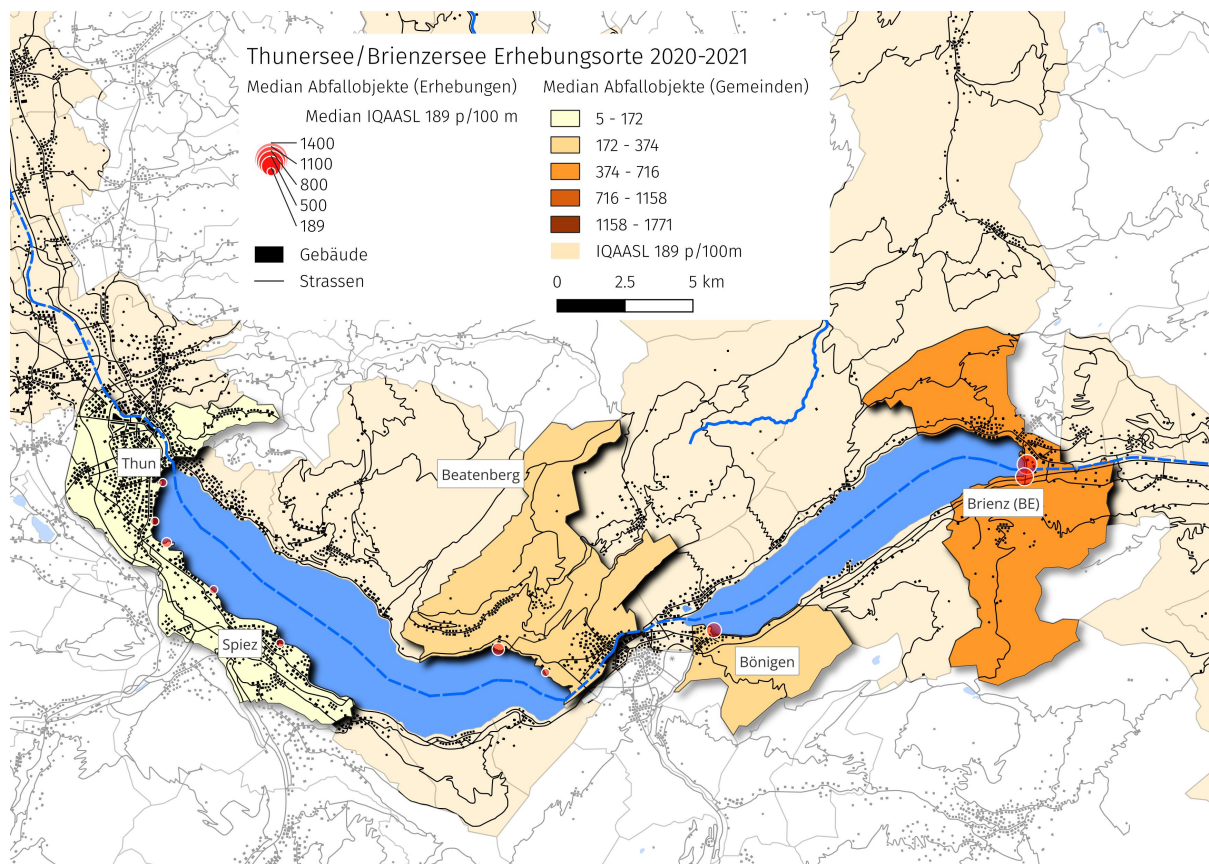 Thunersee/Brienzersee Erhebungsorte 2020-2021
Median Abfallobjekte (Erhebungen)
Median IQAASL 189 p/100 m
1400
1100
800
500
189
Gebäude
Strassen
Median Abfallobjekte (Gemeinden)
5 - 172
172 - 374
374 - 716
716 - 1158
1158 - 1771
IQAASL 189 p/100m
0 2.5 5 km
Thun
Beatenberg
Brienz (BE)
Spiez
Bönigen